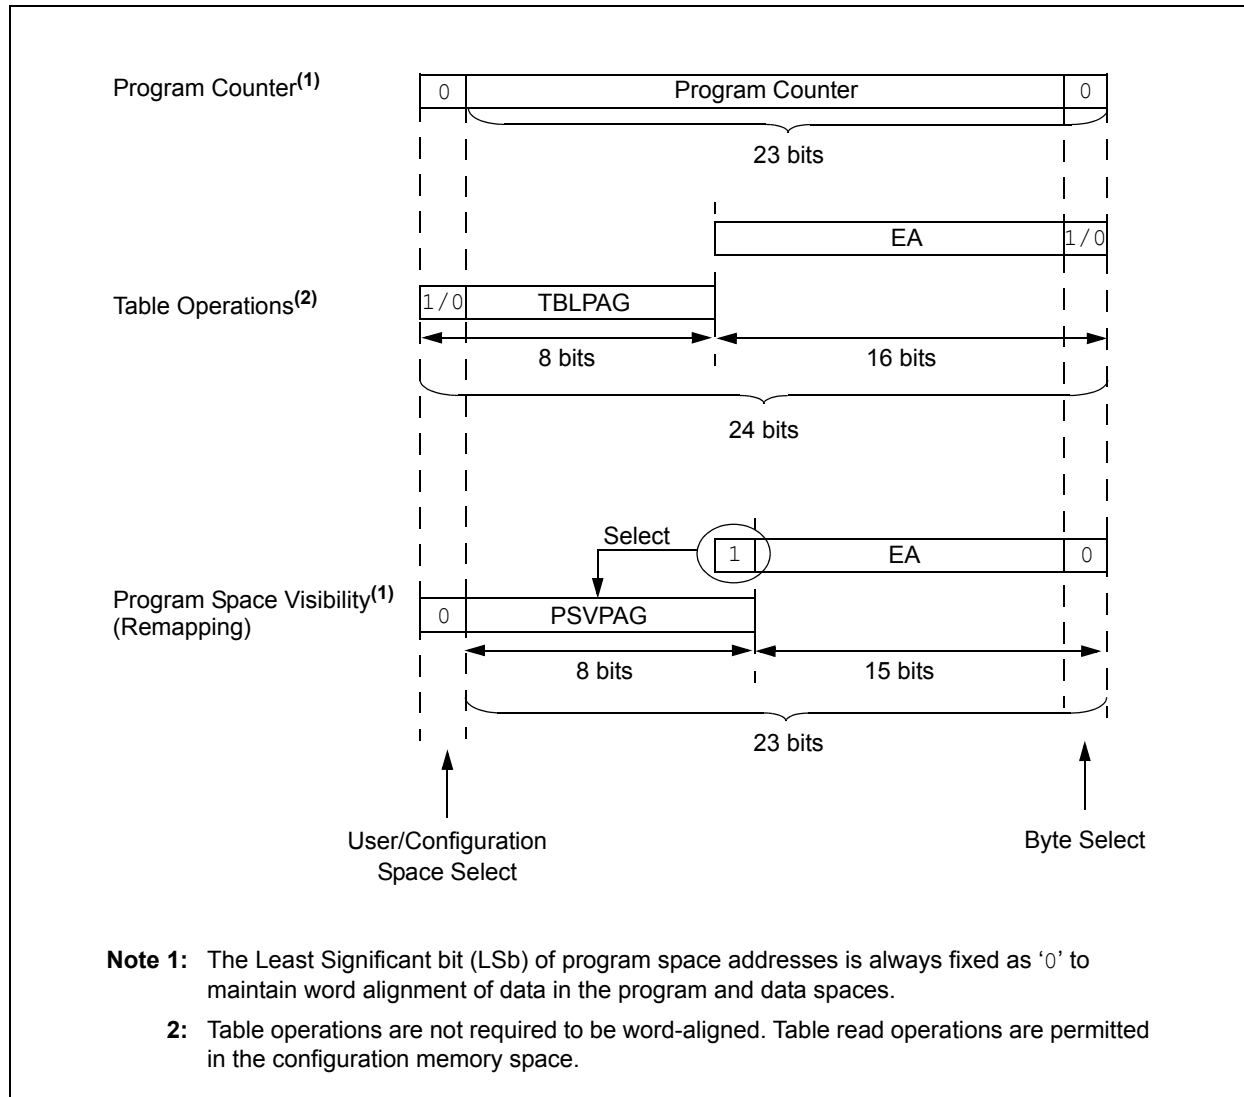 Program Counter(1)
0
Program Counter
0
23 bits
EA
1/0
Table Operations(2)
1/0
TBLPAG
8 bits
16 bits
24 bits
Select
1
EA
0
Program Space Visibility(1)
(Remapping)
0
PSVPAG
8 bits
15 bits
23 bits
User/Configuration
Space Select
Byte Select
Note 1: The Least Significant bit (LSb) of program space addresses is always fixed as ‘0’ to
maintain word alignment of data in the program and data spaces.
2: Table operations are not required to be word-aligned. Table read operations are permitted
in the configuration memory space.